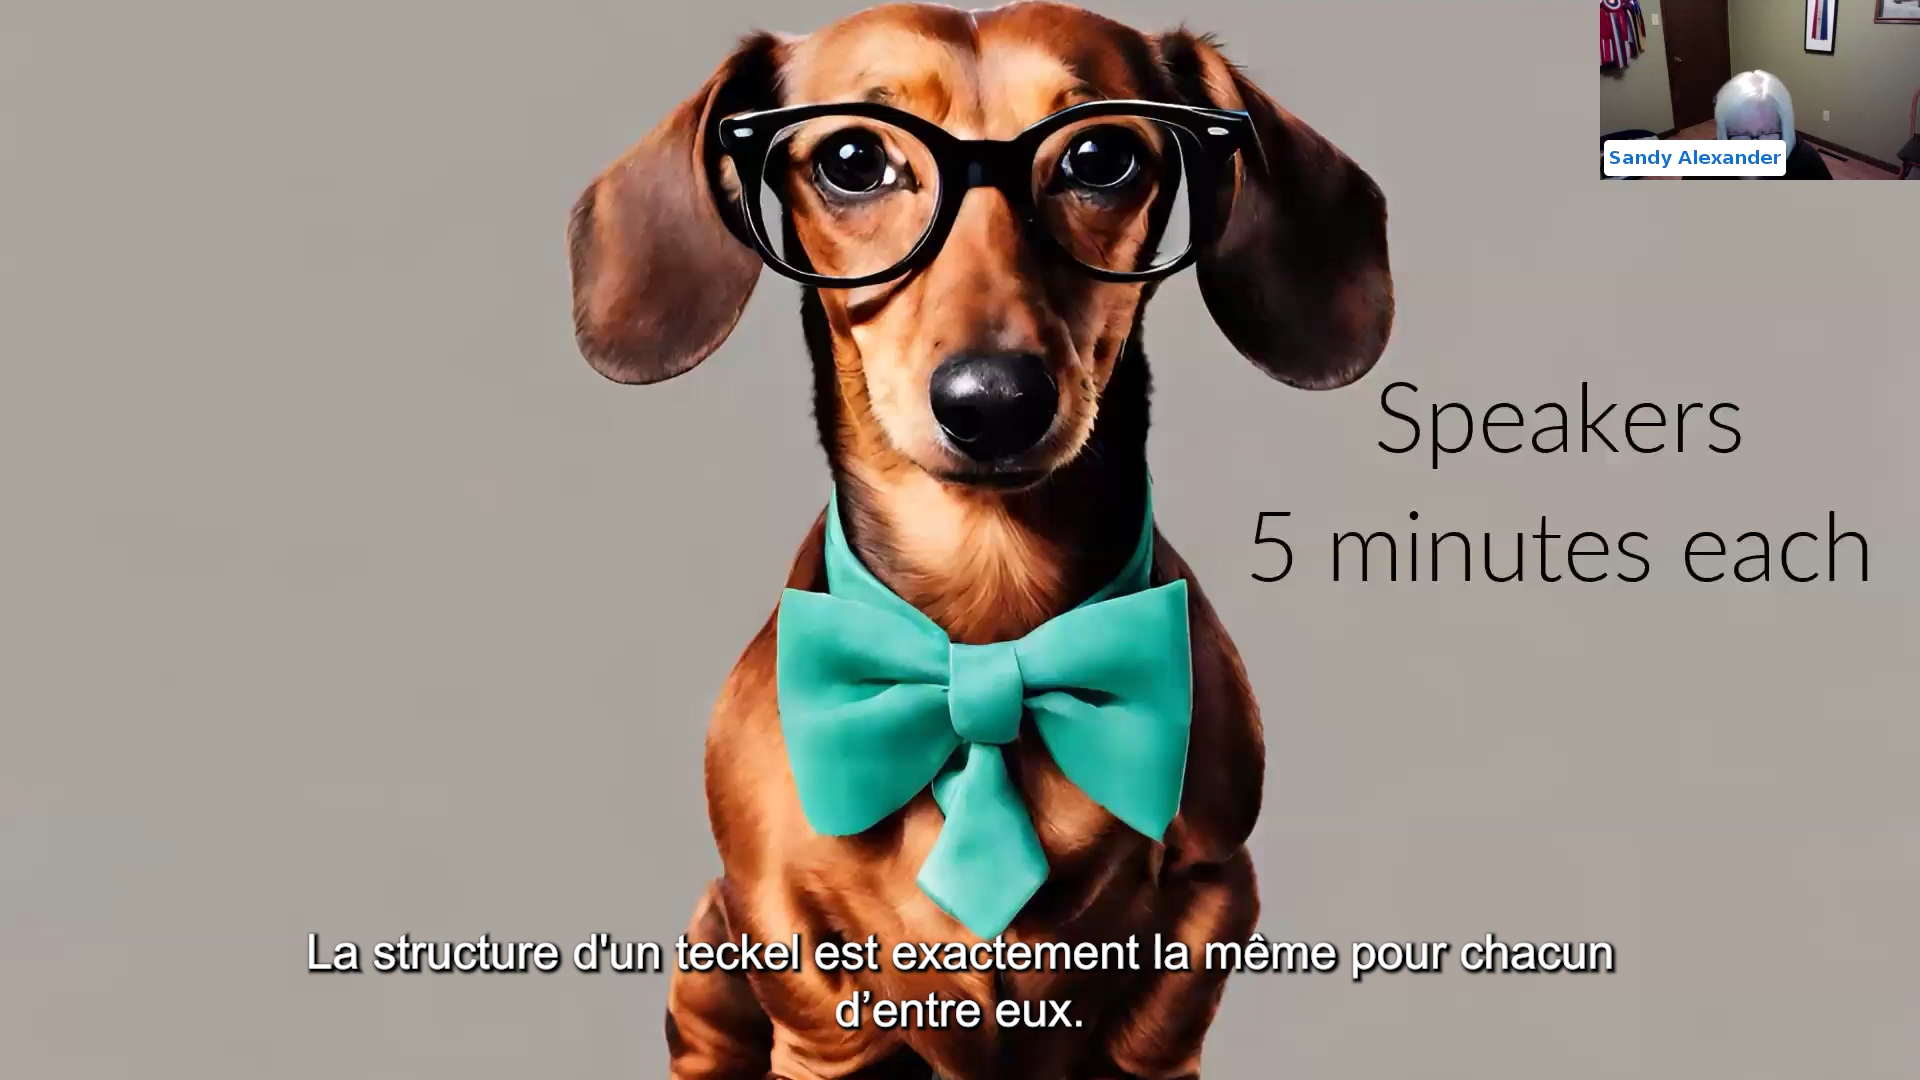 Sandy Alexander
Speakers
5 minutes each
La structure d'un teckel est exactement la même pour chacun
d’entre eux.